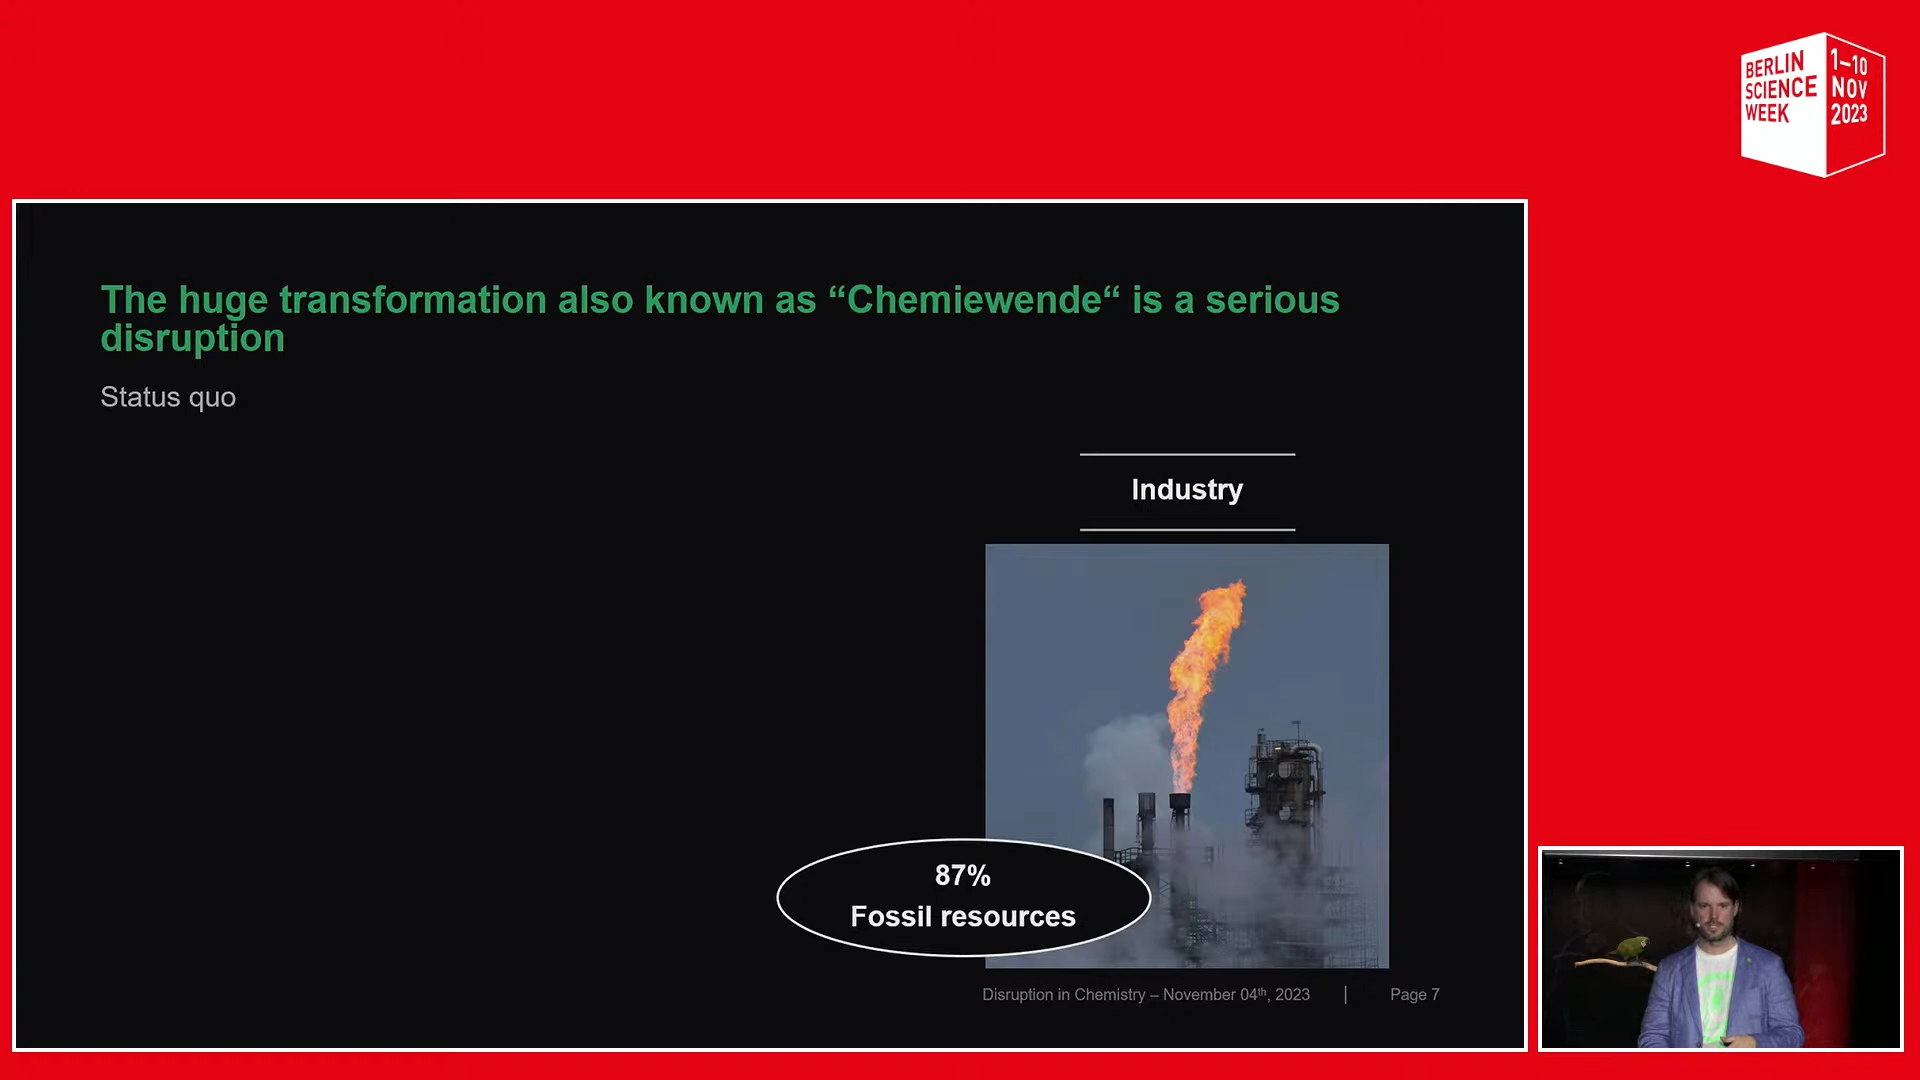 BERLIN
SCIENCE
WEEK
1–10
NOV
2023
The huge transformation also known as “Chemiewende“ is a serious
disruption
Status quo
Industry
87%
Fossil resources
Disruption in Chemistry – November 04th, 2023 | Page 7